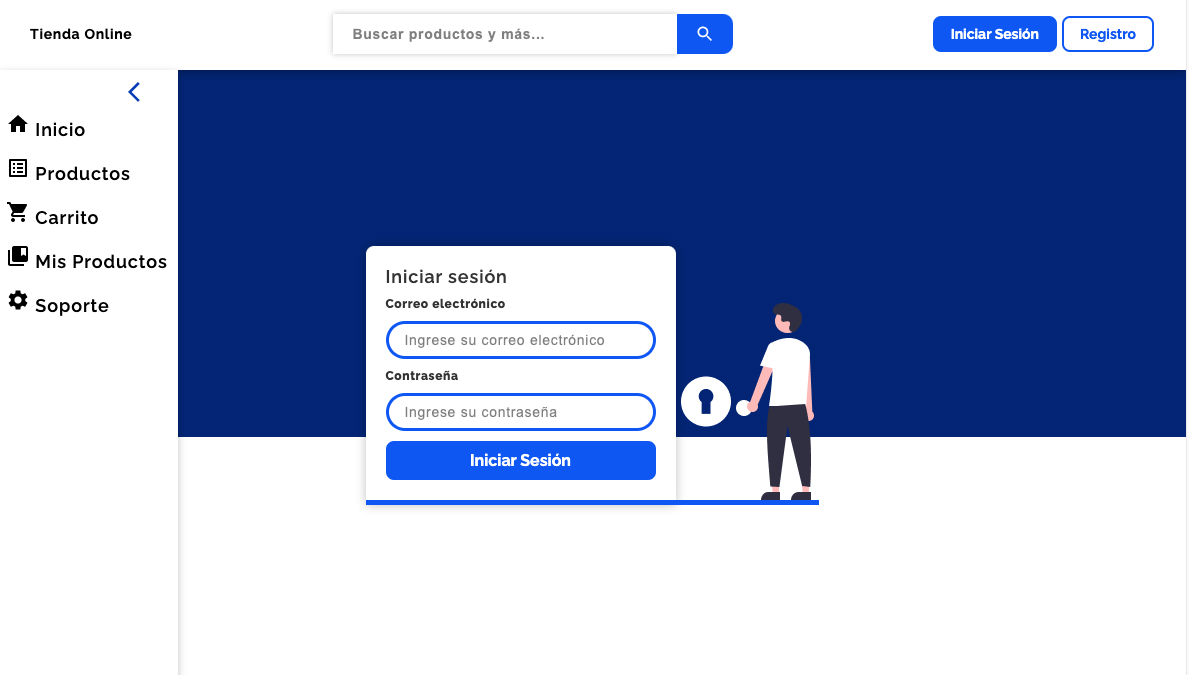 Tienda Online
Buscar productos y más...
Iniciar Sesión
Registro
Inicio
Productos
Carrito
Mis Productos
Soporte
Iniciar sesión
Correo electrónico
Ingrese su correo electrónico
Contraseña
Ingrese su contraseña
Iniciar Sesión